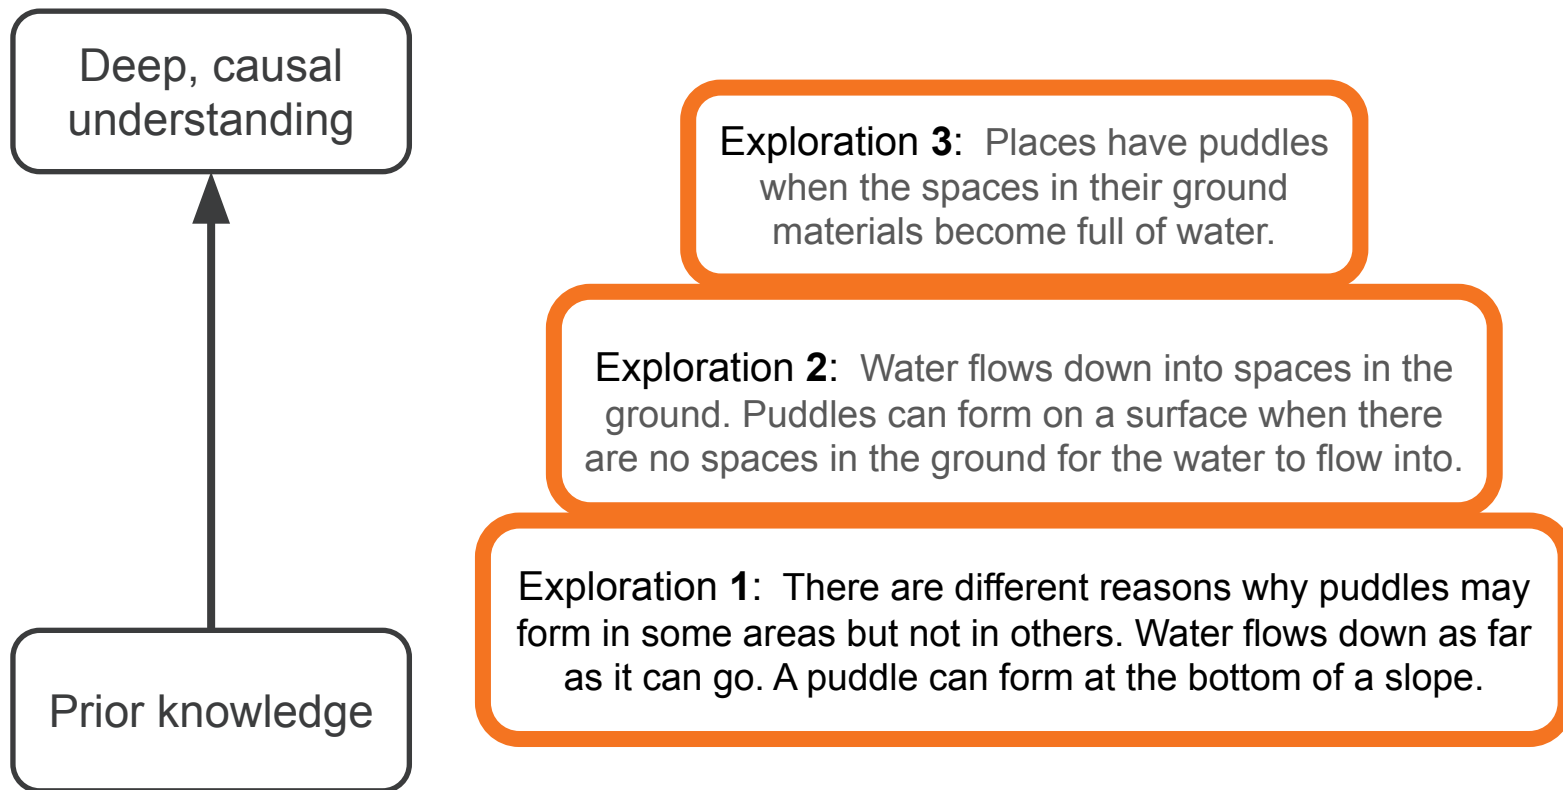 Deep, causal
understanding
Prior knowledge
Exploration 3:  Places have puddles
when the spaces in their ground
materials become full of water.
Exploration 2:  Water flows down into spaces in the
ground. Puddles can form on a surface when there
are no spaces in the ground for the water to flow into.
Exploration 1:  There are different reasons why puddles may
form in some areas but not in others. Water flows down as far
as it can go. A puddle can form at the bottom of a slope.